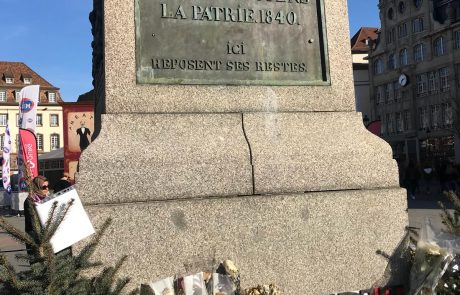 LA PATRIE. 1840.
ICI
REPOSENT SES RESTES.